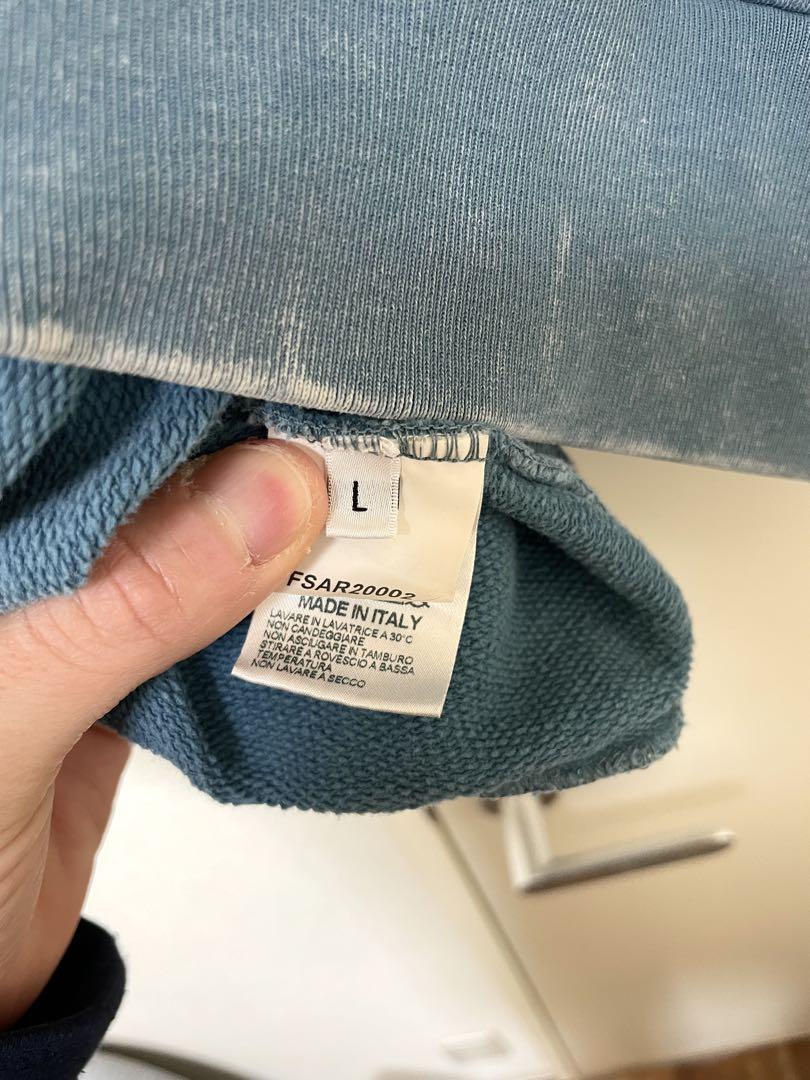 L
FSAR20002
MADE IN ITALY
LAVARE IN LAVATRICE A 30°C
NON CANDEGGIARE
NON ASCIUGARE IN TAMBURO
STIRARE A ROVESCIO A BASSA
TEMPERATURA
NON LAVARE A SECCO